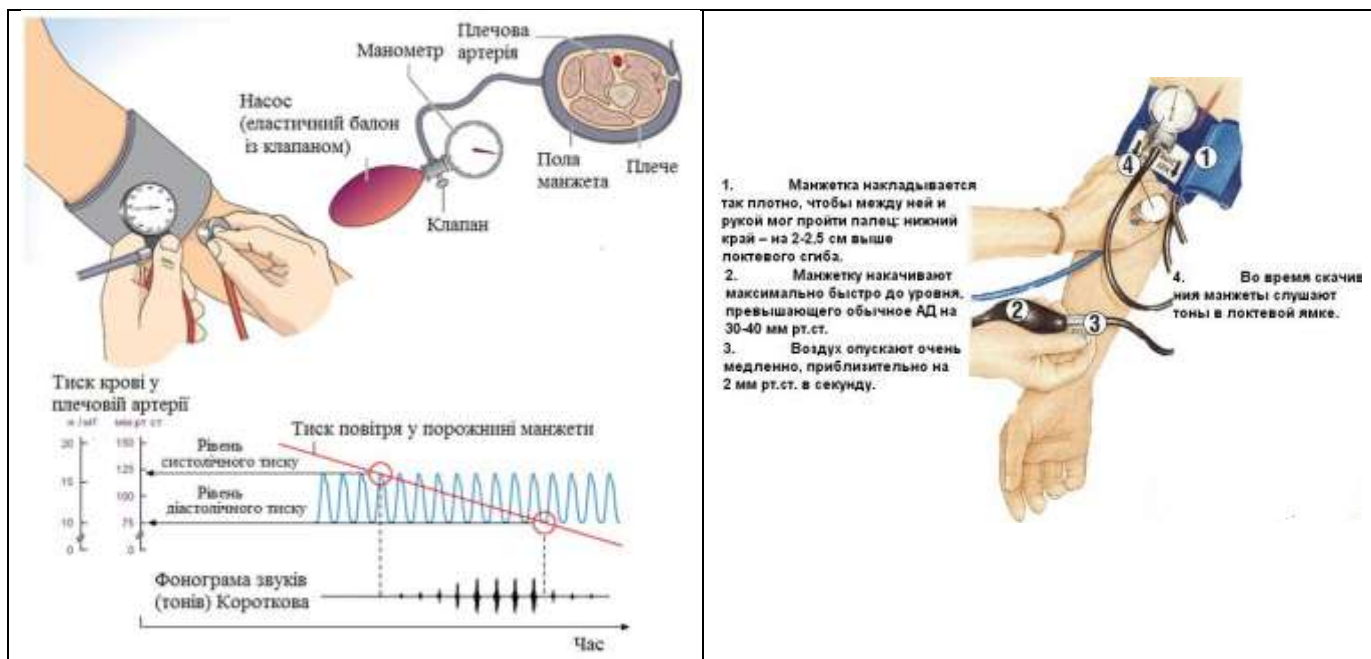 Плечова
артерія
Манометр
Насос
(еластичний балон
із клапаном)
Пола
манжета
Плече
Клапан
Тиск крові у
плечовій артерії
мм рт ст
20
15
10
0
150
125
100
75
0
Тиск повітря у порожнині манжети
Рівень
систолічного тиску
Рівень
діастолічного тиску
Фонограма звуків
(тонів) Короткова
Час
1. Манжетка накладывается
так плотно, чтобы между ней и
рукой мог пройти палец: нижний
край – на 2-2,5 см выше
локтевого сгиба.
2. Манжетку накачивают
максимально быстро до уровня,
превышающего обычное АД на
30-40 мм рт.ст.
3. Воздух опускают очень
медленно, приблизительно на
2 мм рт.ст. в секунду.
4
1
2
3
4. Во время скачив
ния манжеты слушают
тоны в локтевой ямке.